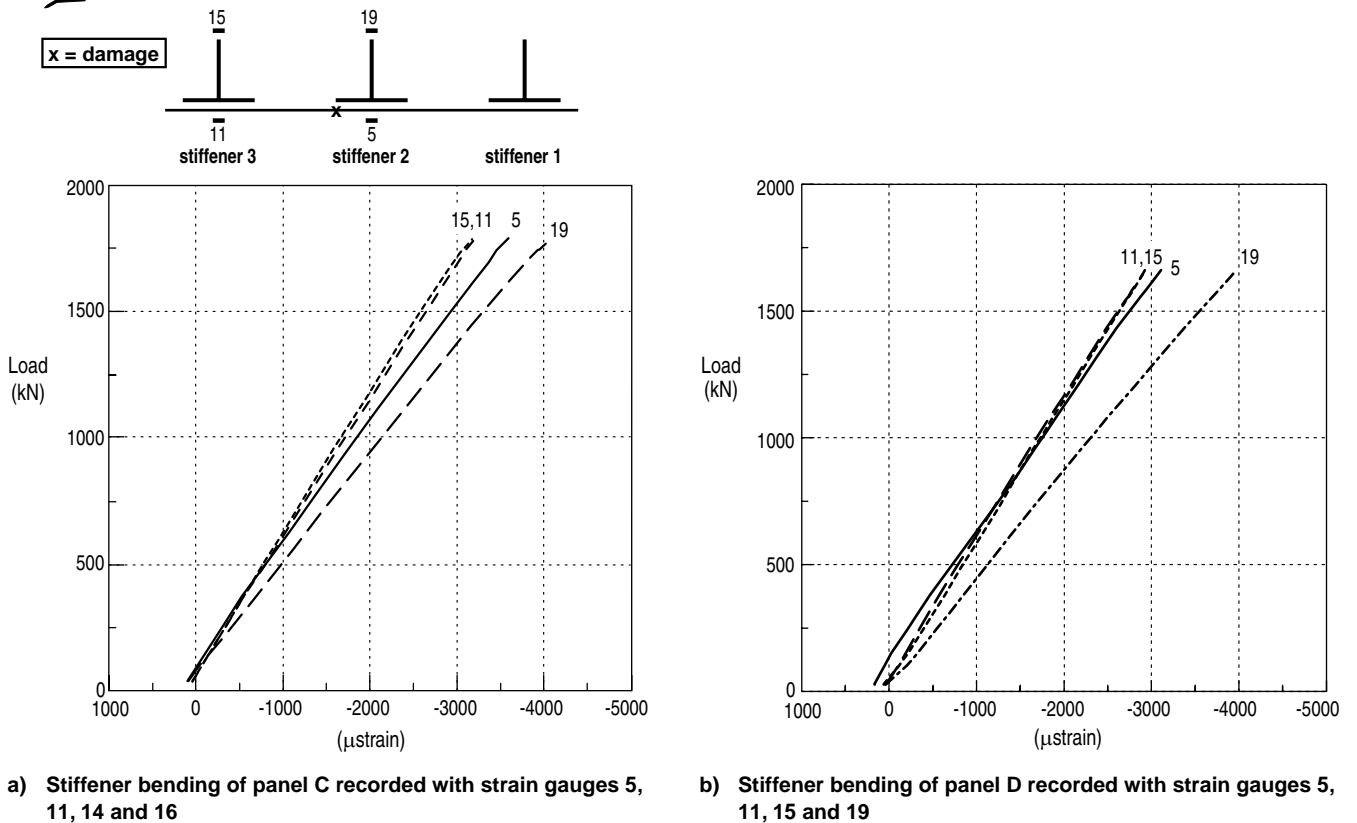 15 19
x = damage
x
11 5
stiffener 3 stiffener 2 stiffener 1
2000
1500
1000
500
0
Load
(kN)
15,11 5 19
1000 0 -1000 -2000 -3000 -4000 -5000
(μstrain)
a) Stiffener bending of panel C recorded with strain gauges 5,
11, 14 and 16
2000
1500
1000
500
0
Load
(kN)
11,15 5 19
1000 0 -1000 -2000 -3000 -4000 -5000
(μstrain)
b) Stiffener bending of panel D recorded with strain gauges 5,
11, 15 and 19